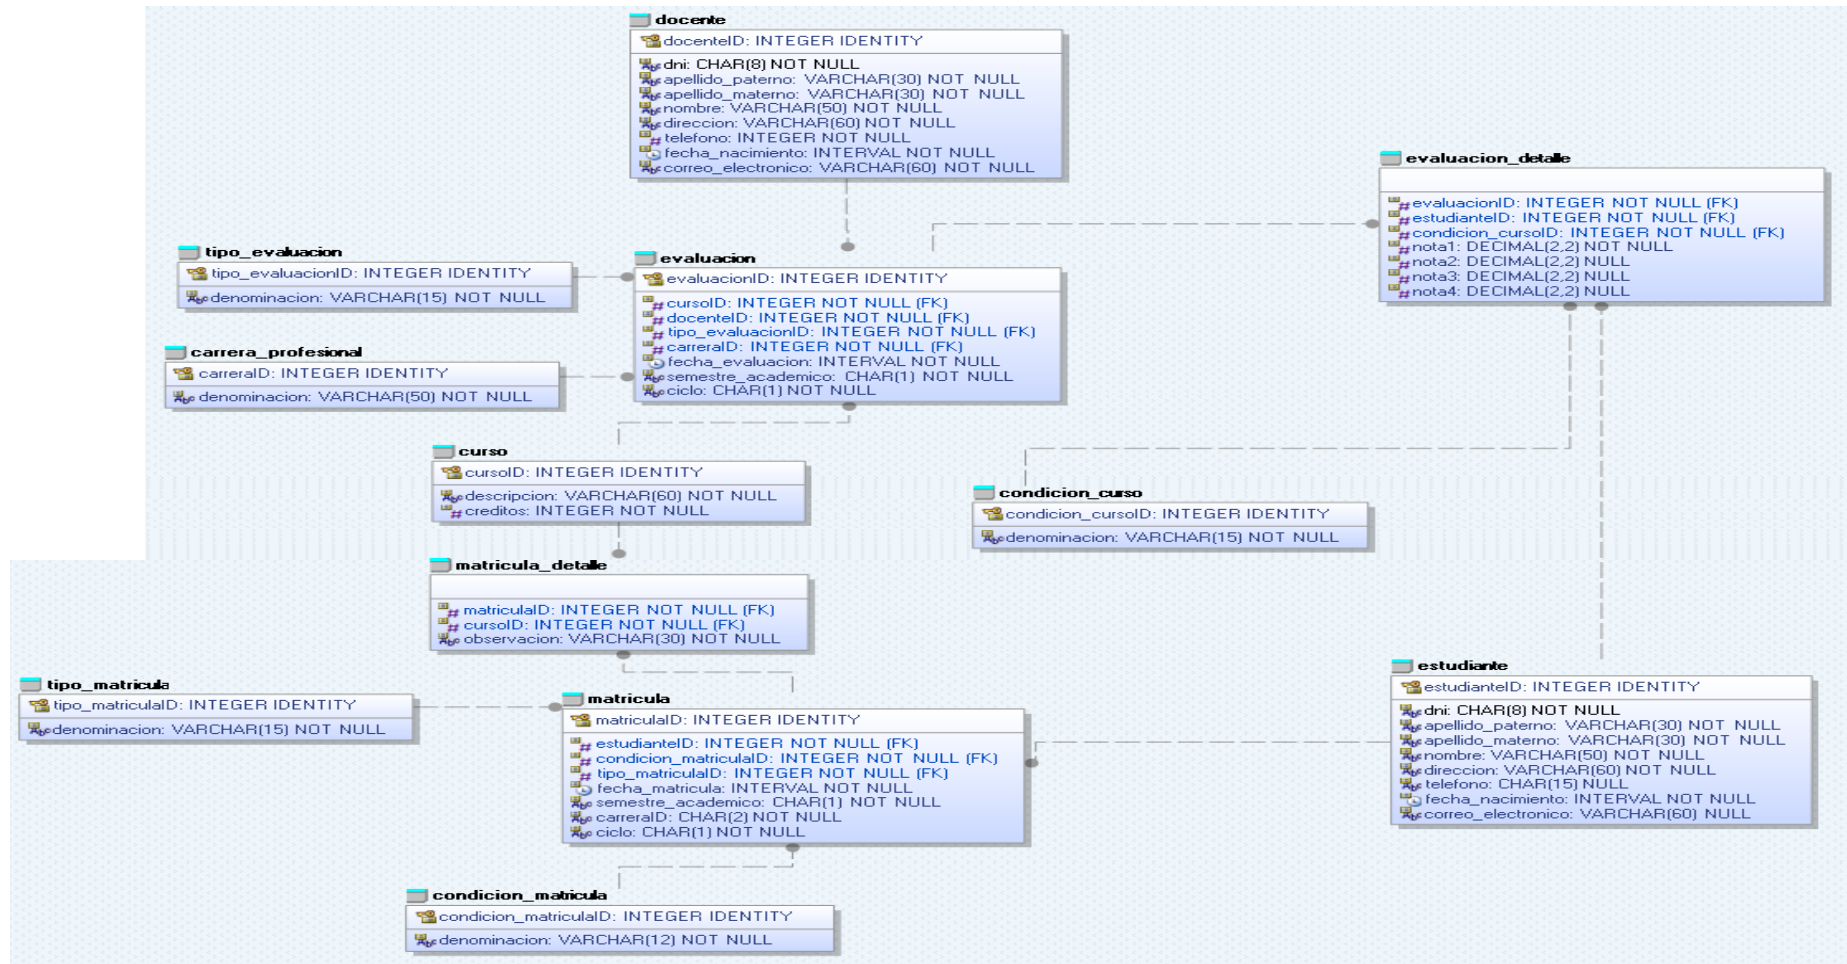 docente
docenteID: INTEGER IDENTITY
dni: CHAR(8) NOT NULL
apellido_paterno: VARCHAR(30) NOT NULL
apellido_materno: VARCHAR(30) NOT NULL
nombre: VARCHAR(50) NOT NULL
direccion: VARCHAR(60) NOT NULL
telefono: INTEGER NOT NULL
fecha_nacimiento: INTERVAL NOT NULL
correo_electronico: VARCHAR(60) NOT NULL
evaluacion_detalle
evaluacionID: INTEGER NOT NULL (FK)
estudianteID: INTEGER NOT NULL (FK)
condicion_cursoID: INTEGER NOT NULL (FK)
nota1: DECIMAL(2,2) NOT NULL
nota2: DECIMAL(2,2) NULL
nota3: DECIMAL(2,2) NULL
nota4: DECIMAL(2,2) NULL
tipo_evaluacion
tipo_evaluacionID: INTEGER IDENTITY
denominacion: VARCHAR(15) NOT NULL
evaluacion
evaluacionID: INTEGER IDENTITY
cursoID: INTEGER NOT NULL (FK)
docenteID: INTEGER NOT NULL (FK)
tipo_evaluacionID: INTEGER NOT NULL (FK)
carreraID: INTEGER NOT NULL (FK)
fecha_evaluacion: INTERVAL NOT NULL
semestre_academico: CHAR(1) NOT NULL
ciclo: CHAR(1) NOT NULL
carrera_profesional
carreraID: INTEGER IDENTITY
denominacion: VARCHAR(50) NOT NULL
curso
cursoID: INTEGER IDENTITY
descripcion: VARCHAR(60) NOT NULL
creditos: INTEGER NOT NULL
condicion_curso
condicion_cursoID: INTEGER IDENTITY
denominacion: VARCHAR(15) NOT NULL
matricula_detalle
matriculaID: INTEGER NOT NULL (FK)
cursoID: INTEGER NOT NULL (FK)
observacion: VARCHAR(30) NOT NULL
tipo_matricula
tipo_matriculaID: INTEGER IDENTITY
denominacion: VARCHAR(15) NOT NULL
matricula
matriculaID: INTEGER IDENTITY
estudianteID: INTEGER NOT NULL (FK)
condicion_matriculaID: INTEGER NOT NULL (FK)
tipo_matriculaID: INTEGER NOT NULL (FK)
fecha_matricula: INTERVAL NOT NULL
semestre_academico: CHAR(1) NOT NULL
carreraID: CHAR(2) NOT NULL
ciclo: CHAR(1) NOT NULL
estudiante
estudianteID: INTEGER IDENTITY
dni: CHAR(8) NOT NULL
apellido_paterno: VARCHAR(30) NOT NULL
apellido_materno: VARCHAR(30) NOT NULL
nombre: VARCHAR(50) NOT NULL
direccion: VARCHAR(60) NOT NULL
telefono: CHAR(15) NULL
fecha_nacimiento: INTERVAL NOT NULL
correo_electronico: VARCHAR(60) NULL
condicion_matricula
condicion_matriculaID: INTEGER IDENTITY
denominacion: VARCHAR(12) NOT NULL